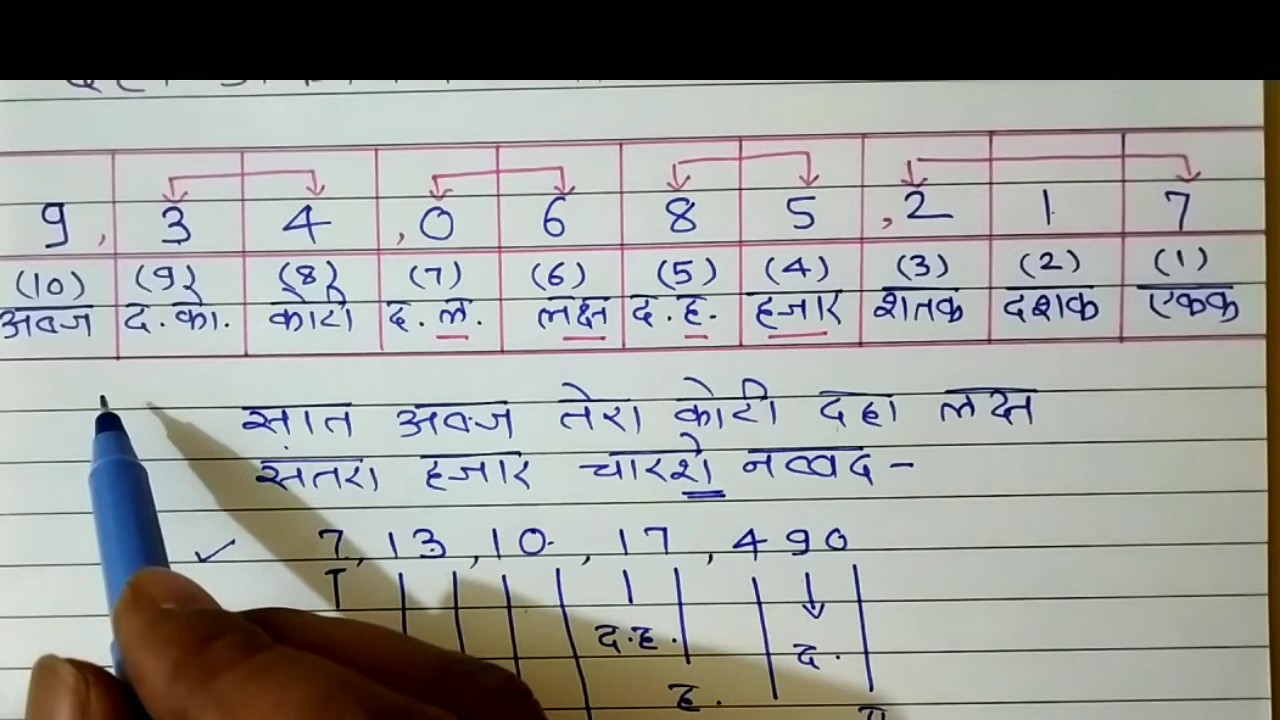 9, 3 4 , 0 6 8 5 , 2 1 7
(10) (9) (8) (7) (6) (5) (4) (3) (2) (1)
अब्ज द.को. कोटी द.ल. लक्ष द.ह. हजार शतक दशक एकक
सात अब्ज तेरा कोटी दहा लक्ष
सतरा हजार चारशे नव्वद -
7, 13, 10, 17, 490
द.ह. द.
ह.